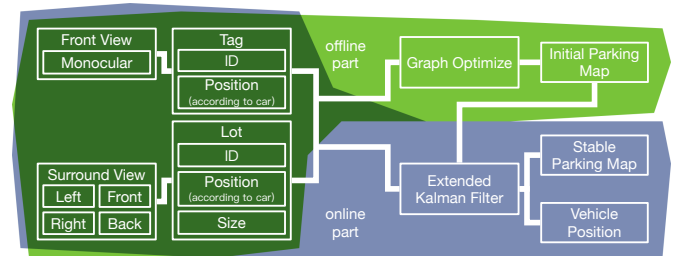 Front View
Monocular
Tag
ID
Position
(according to car)
offline
part
Graph Optimize
Initial Parking
Map
Surround View
Left
Front
Right
Back
Lot
ID
Position
(according to car)
Size
online
part
Extended
Kalman Filter
Stable
Parking Map
Vehicle
Position